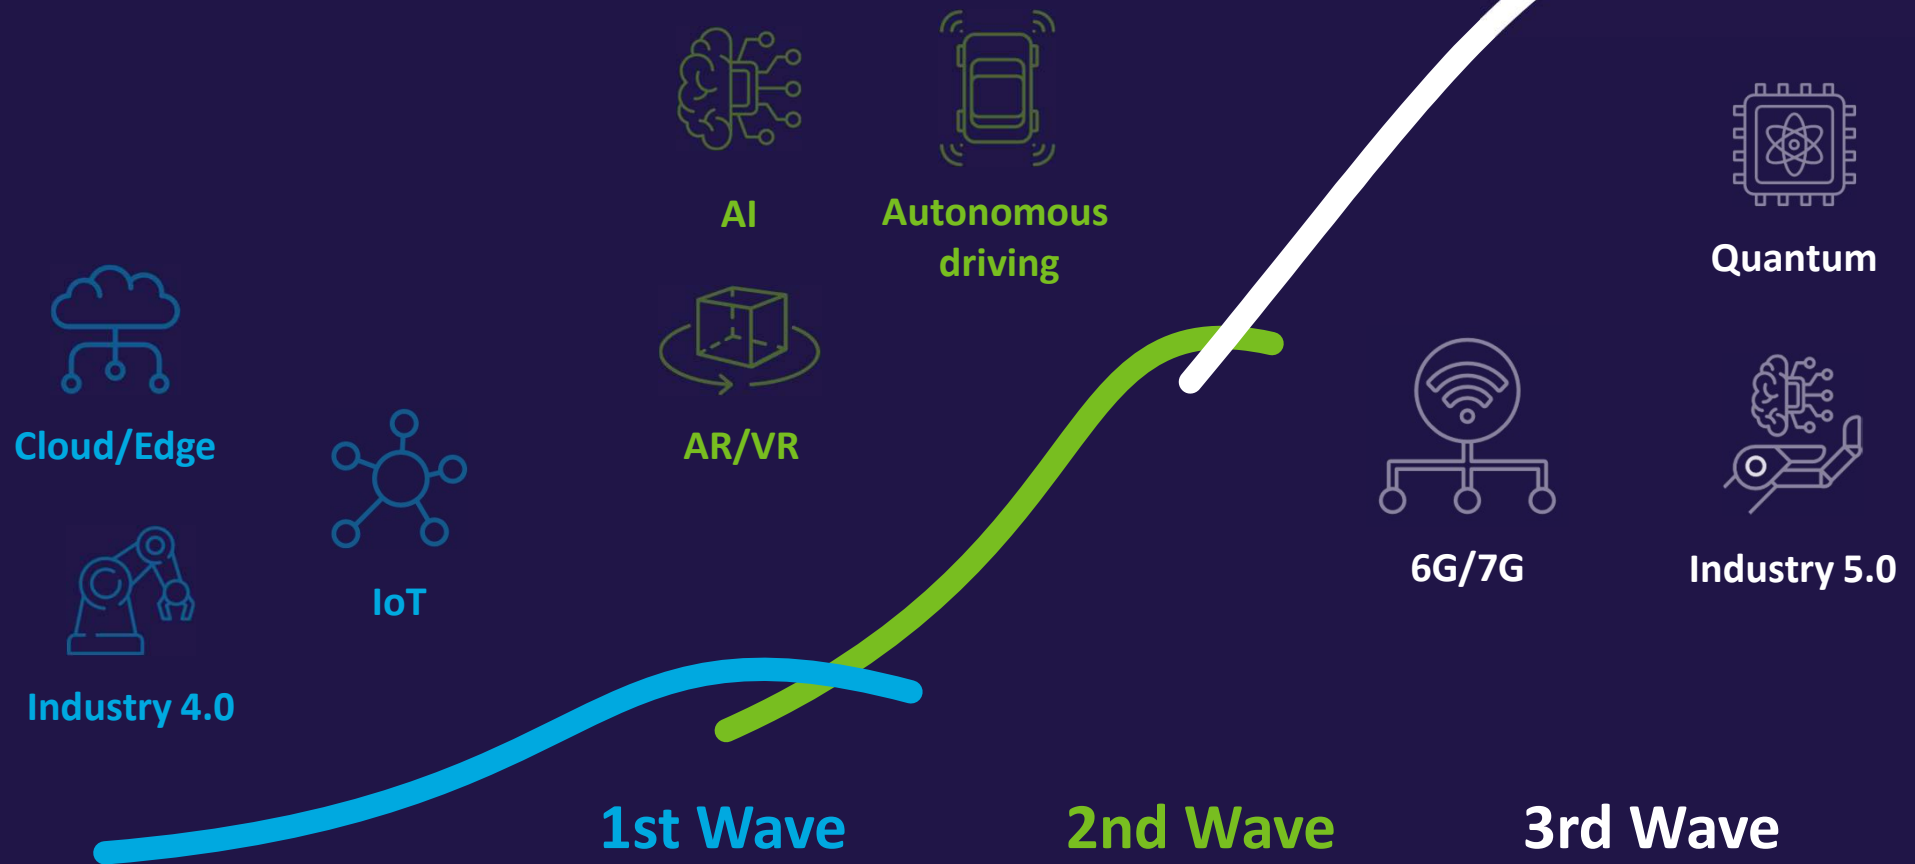 AI
Autonomous
driving
Quantum
Cloud/Edge
AR/VR
IoT
6G/7G
Industry 5.0
Industry 4.0
1st Wave
2nd Wave
3rd Wave